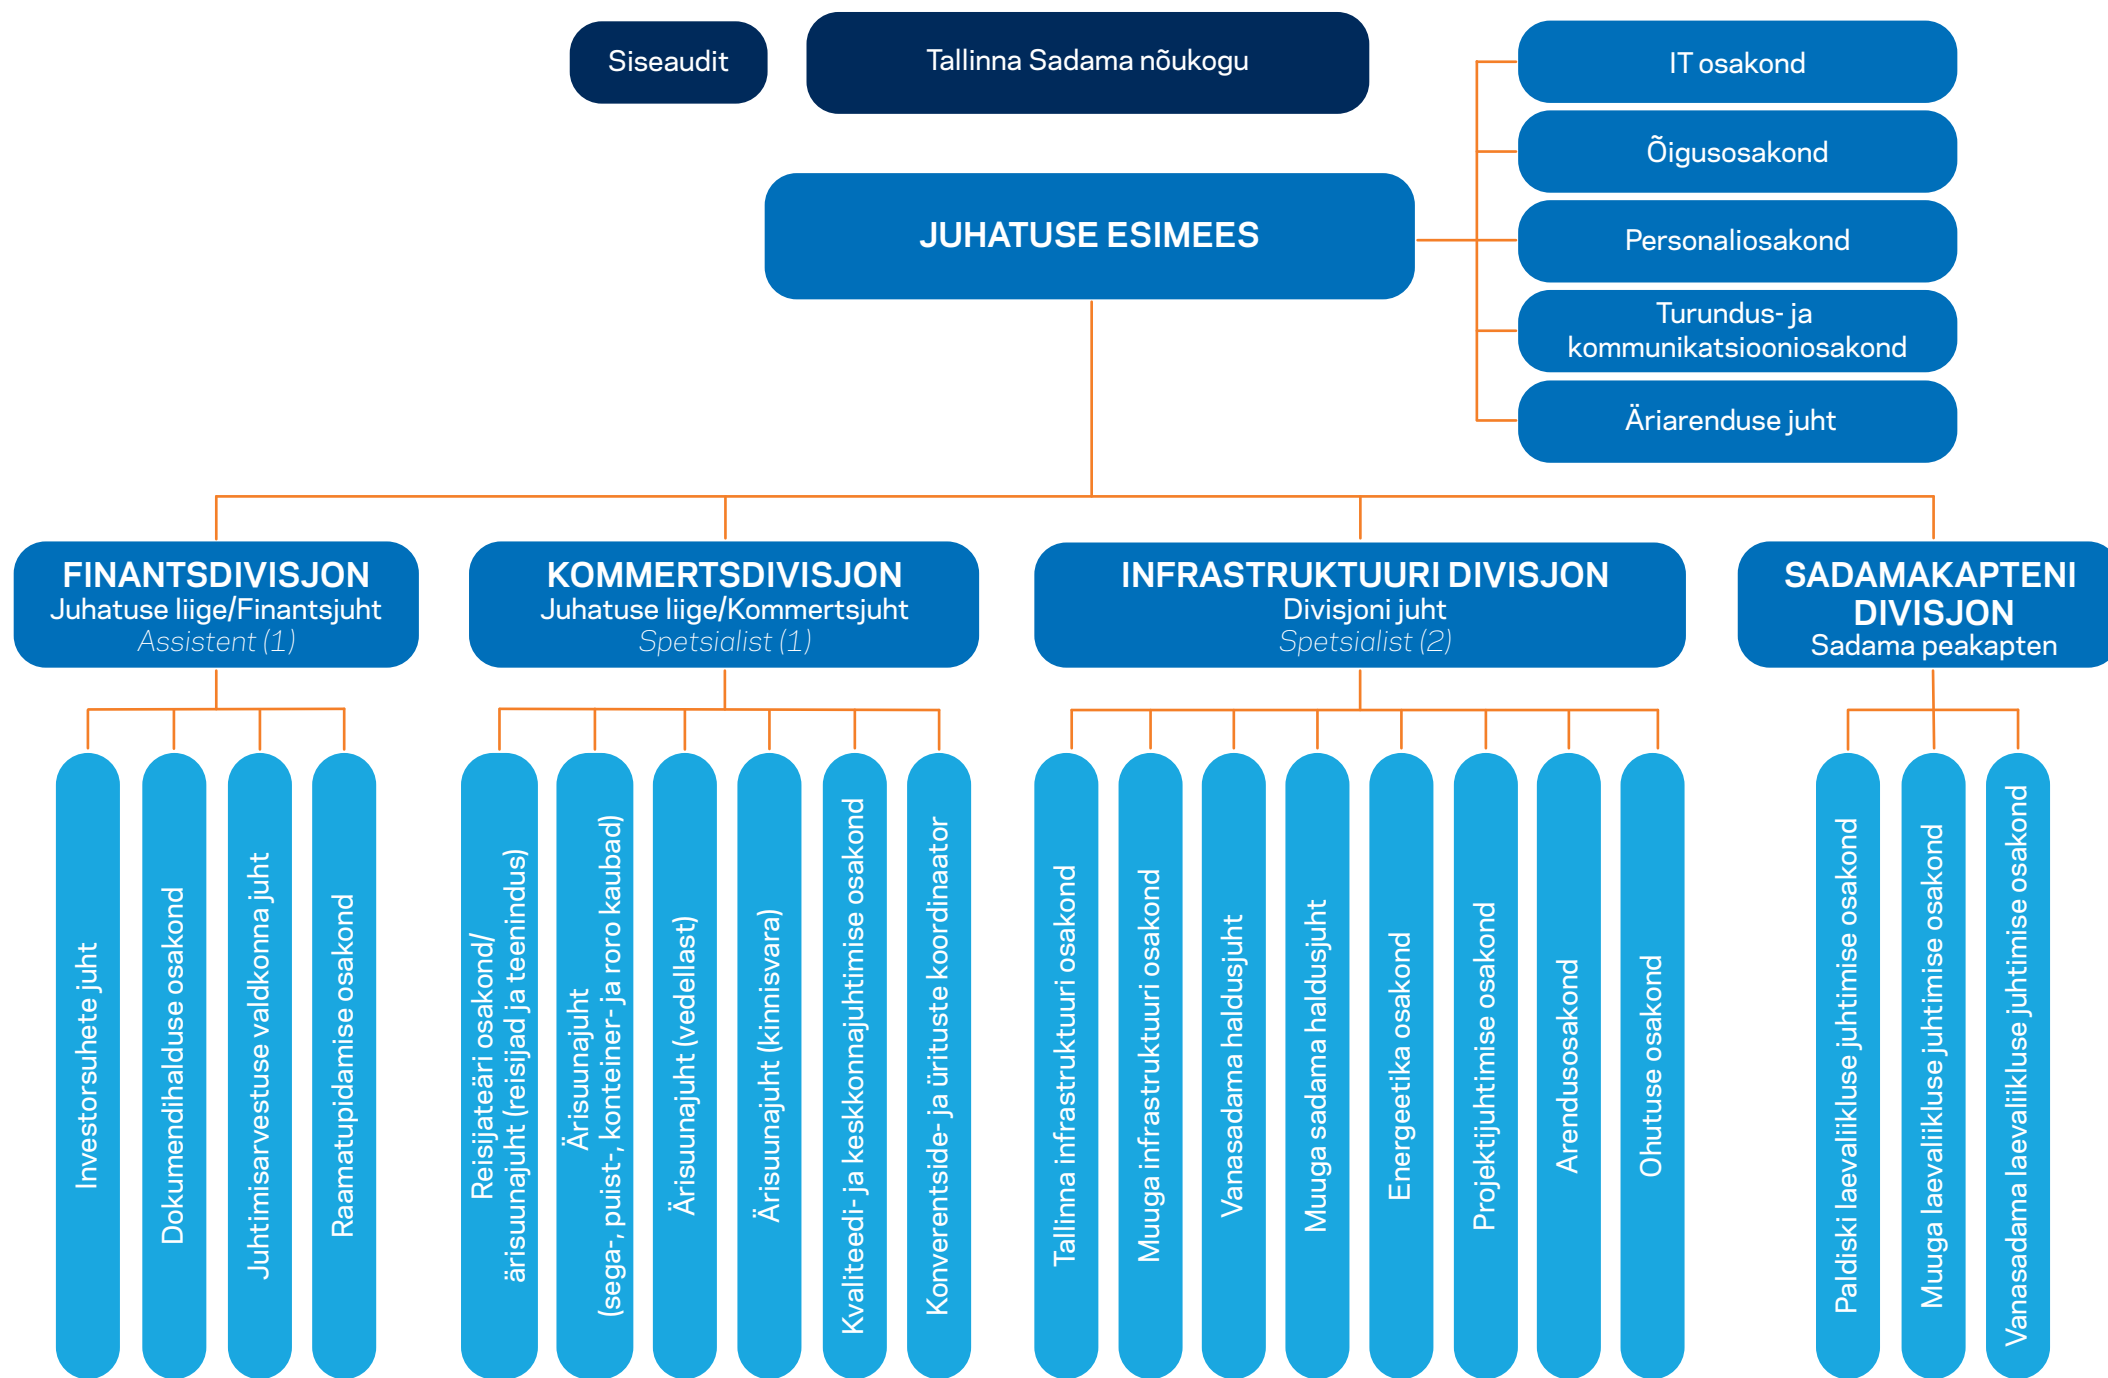 Siseaudit
Tallinna Sadama nõukogu
IT osakond
Õigusosakond
JUHATUSE ESIMEES
Personaliosakond
Turundus- ja
kommunikatsiooniosakond
Äriarenduse juht
FINANTSDIVISJON
Juhatuse liige/Finantsjuht
Assistent (1)
KOMMERTSDIVISJON
Juhatuse liige/Kommertsjuht
Spetsialist (1)
INFRASTRUKTUURI DIVISJON
Divisjoni juht
Spetsialist (2)
SADAMAKAPTENI
DIVISJON
Sadama peakapten
Investorsuhete juht
Dokumendihalduse osakond
Juhtimisarvestuse valdkonna juht
Raamatupidamise osakond
Reisijateäri osakond/
ärisuunajuht (reisijad ja teenindus)
Ärisuunajuht
(sega-, puist-, konteiner- ja roro kaubad)
Ärisuunajuht (vedellast)
Ärisuunajuht (kinnisvara)
Kvaliteedi- ja keskkonnajuhtimise osakond
Konverentside- ja ürituste koordinaator
Tallinna infrastruktuuri osakond
Muuga infrastruktuuri osakond
Vanasadama haldusjuht
Muuga sadama haldusjuht
Energeetika osakond
Projektijuhtimise osakond
Arendusosakond
Ohutuse osakond
Paldiski laevaliikluse juhtimise osakond
Muuga laevaliikluse juhtimise osakond
Vanasadama laevaliikluse juhtimise osakond